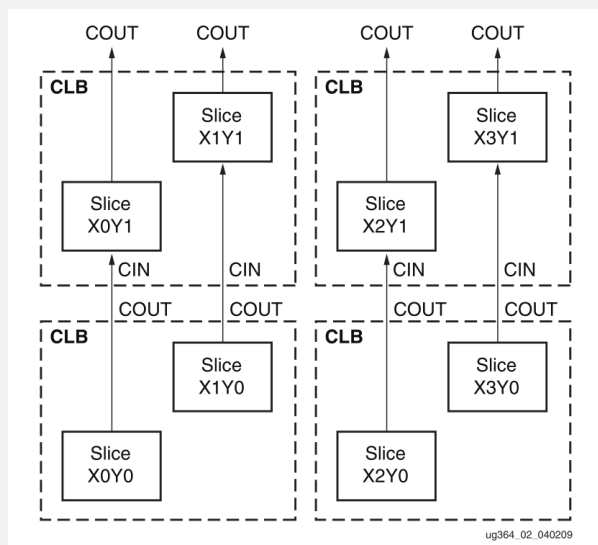 COUT
COUT
COUT
COUT
CLB
Slice
X1Y1
Slice
X0Y1
CIN
CIN
CLB
Slice
X3Y1
Slice
X2Y1
CIN
CIN
COUT
COUT
COUT
COUT
CLB
Slice
X1Y0
Slice
X0Y0
CLB
Slice
X3Y0
Slice
X2Y0
ug364_02_040209